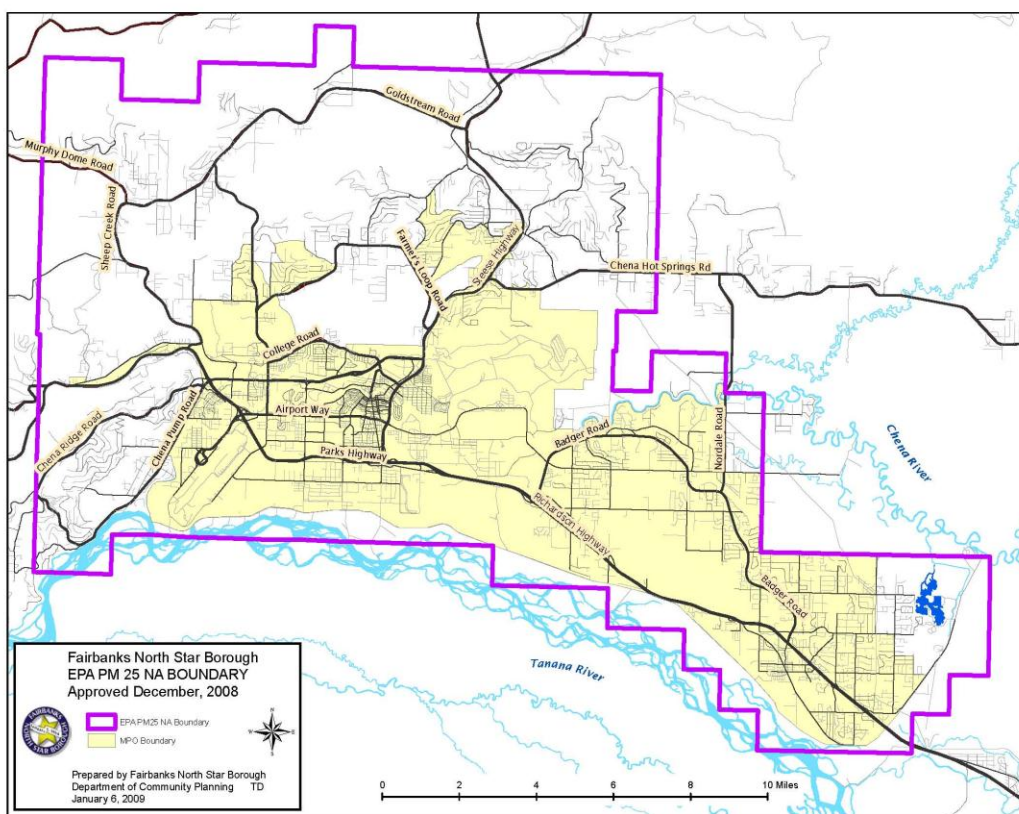 Goldstream Road
Murphy Dome Road
Sheep Creek Road
Farmer's Loop Road
Steese Highway
Chena Hot Springs Rd
College Road
Chena Ridge Road
Chena Pump Road
Airport Way
Parks Highway
Badger Road
Nordale Road
Chena River
Richardson Highway
Badger Road
Tanana River
Fairbanks North Star Borough
EPA PM 25 NA BOUNDARY
Approved December, 2008
FAIRBANKS
NORTH STAR BOROUGH
EPA PM25 NA Boundary
MPO Boundary
N
W
E
S
Prepared by Fairbanks North Star Borough
Department of Community Planning TD
January 6, 2009
0 2 4 6 8 10 Miles